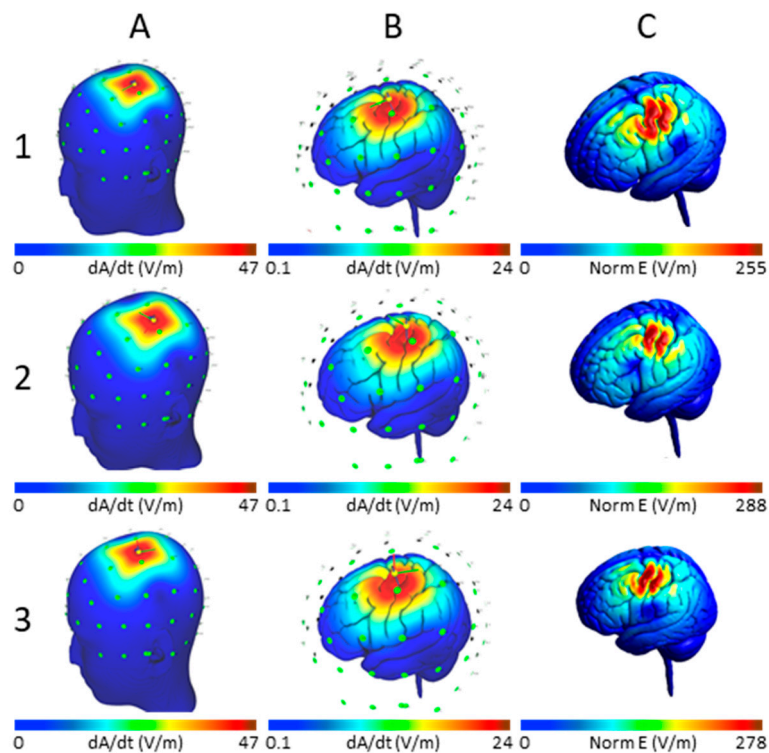 A B C
1
0 dA/dt (V/m) 47 0.1 dA/dt (V/m) 24 0 Norm E (V/m) 255
2
0 dA/dt (V/m) 47 0.1 dA/dt (V/m) 24 0 Norm E (V/m) 288
3
0 dA/dt (V/m) 47 0.1 dA/dt (V/m) 24 0 Norm E (V/m) 278